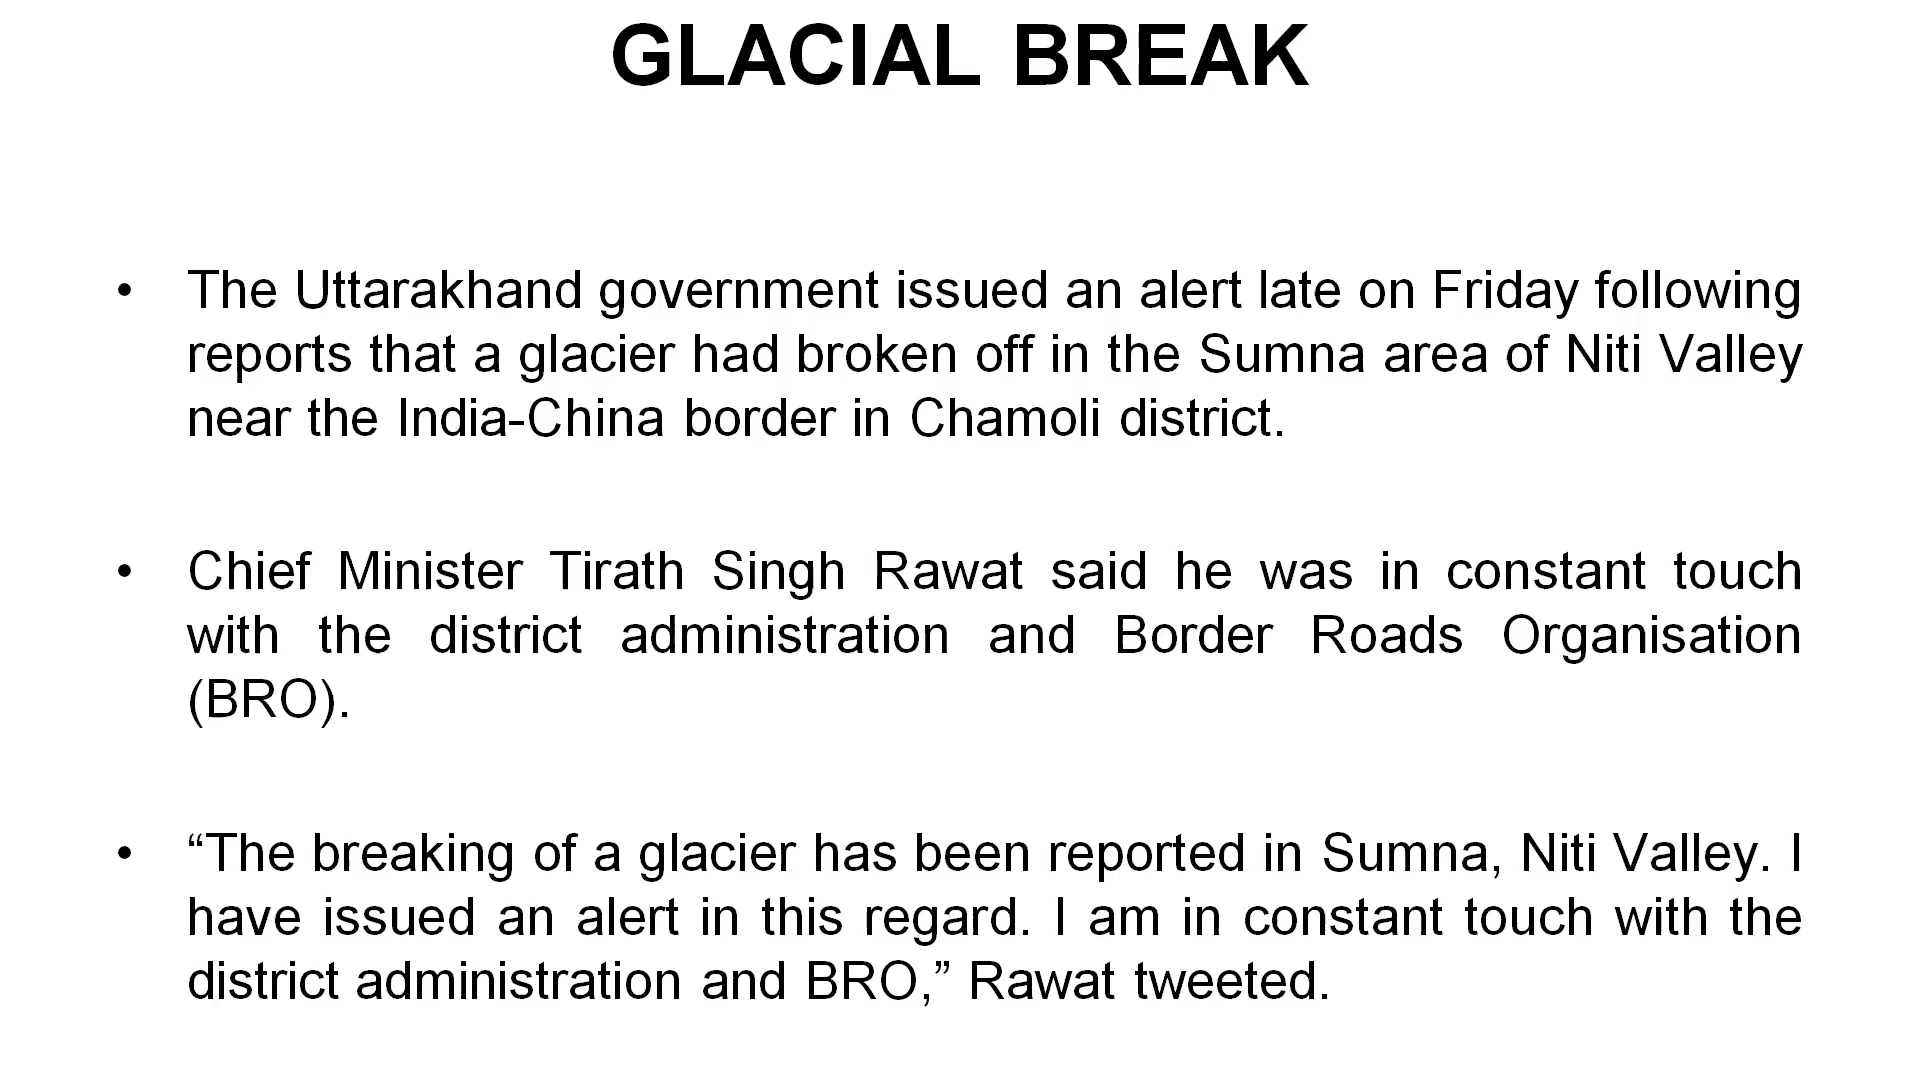 GLACIAL BREAK
• The Uttarakhand government issued an alert late on Friday following
reports that a glacier had broken off in the Sumna area of Niti Valley
near the India-China border in Chamoli district.
• Chief Minister Tirath Singh Rawat said he was in constant touch
with the district administration and Border Roads Organisation
(BRO).
• “The breaking of a glacier has been reported in Sumna, Niti Valley. I
have issued an alert in this regard. I am in constant touch with the
district administration and BRO,” Rawat tweeted.